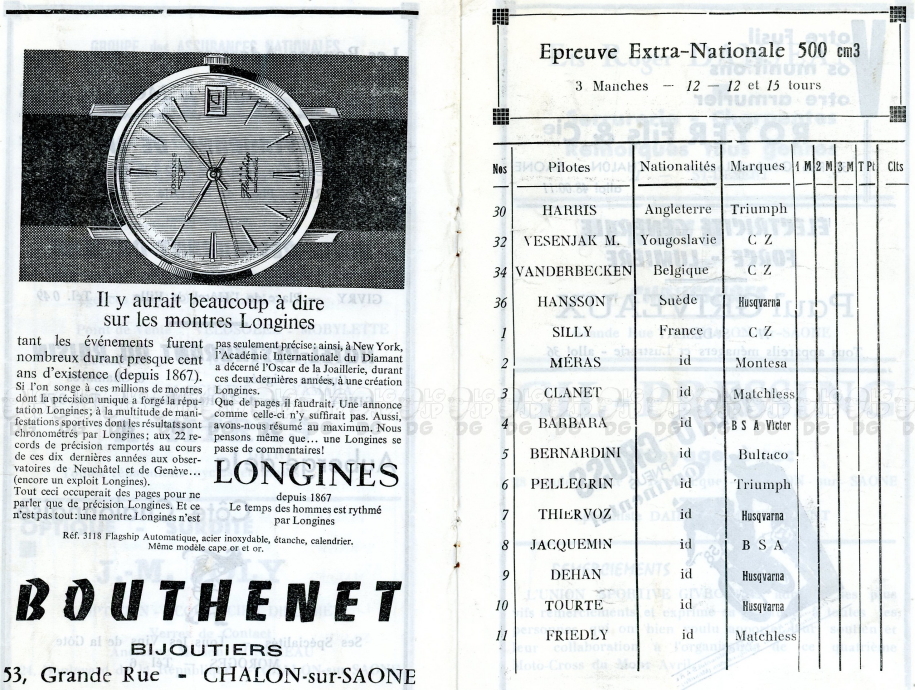 Il y aurait beaucoup à dire
sur les montres Longines
tant les événements furent
nombreux durant presque cent
ans d'existence (depuis 1867).
Si l'on songe à ces millions de montres
dont la précision unique a forgé la répu-
tation Longines; à la multitude de mani-
festations sportives dont les résultats sont
chronométrés par Longines; aux 22 re-
cords de précision remportés au cours
de ces dix dernières années aux obser-
vatoires de Neuchâtel et de Genève...
(encore un exploit Longines).
Tout ceci occuperait des pages pour ne
parler que de précision Longines. Et ce
n'est pas tout: une montre Longines n'est
pas seulement précise; ainsi, à New York,
l'Académie Internationale du Diamant
a décerné l'Oscar de la Joaillerie, durant
ces deux dernières années, à une création
Longines.
Que de pages il faudrait. Une annonce
comme celle-ci n'y suffirait pas. Aussi,
avons-nous résumé au maximum. Nous
pensons même que... une Longines se
passe de commentaires!
LONGINES
depuis 1867
Le temps des hommes est rythmé
par Longines
Réf. 3118 Flagship Automatique, acier inoxydable, étanche, calendrier.
Même modèle cape or et or.
BOUTHENET
BIJOUTIERS
53, Grande Rue - CHALON-sur-SAONE
Epreuve Extra-Nationale 500 cm3
3 Manches — 12 — 12 et 15 tours
Nos Pilotes Nationalités Marques 1 M 2 M 3 M T Pt Clts
30 HARRIS Angleterre Triumph
32 VESENJAK M. Yougoslavie C Z
34 VANDERBECKEN Belgique C Z
36 HANSSON Suède Husqvarna
1 SILLY France C Z
2 MÉRAS id Montesa
3 CLANET id Matchless
4 BARBARA id B S A Victor
5 BERNARDINI id Bultaco
6 PELLEGRIN id Triumph
7 THIERVOZ id Husqvarna
8 JACQUEMIN id B S A
9 DEHAN id Husqvarna
10 TOURTE id Husqvarna
11 FRIEDLY id Matchless